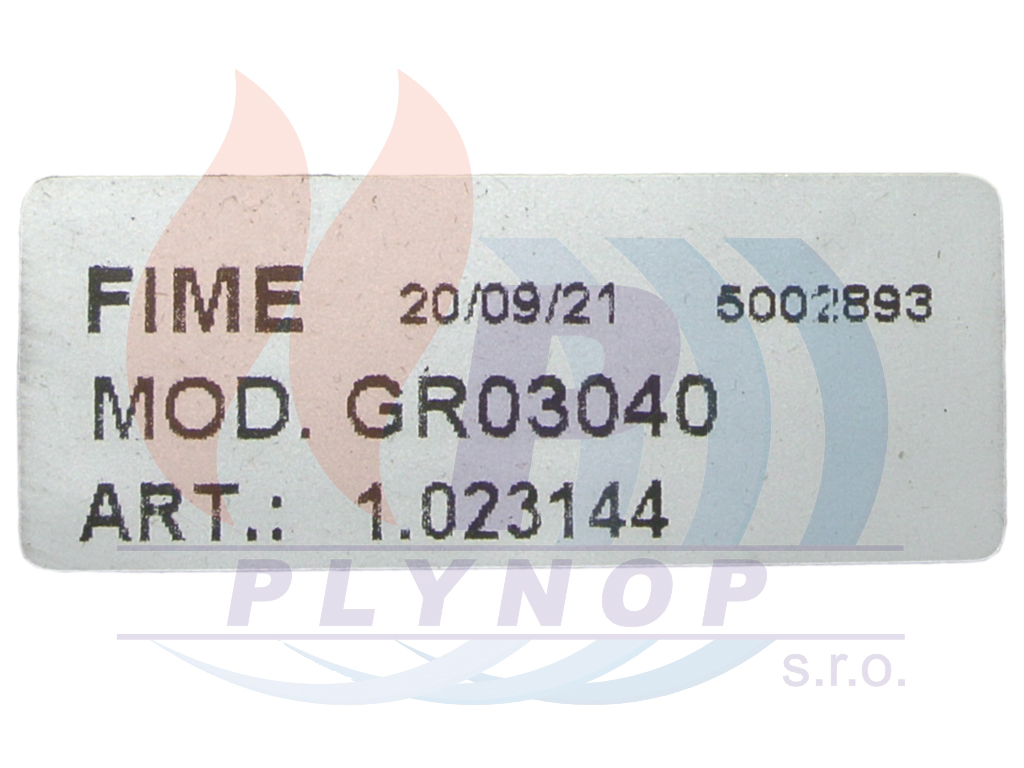 FIME 20/09/21 5002893
MOD. GR03040
ART.: 1.023144
PLYNOP
s.r.o.